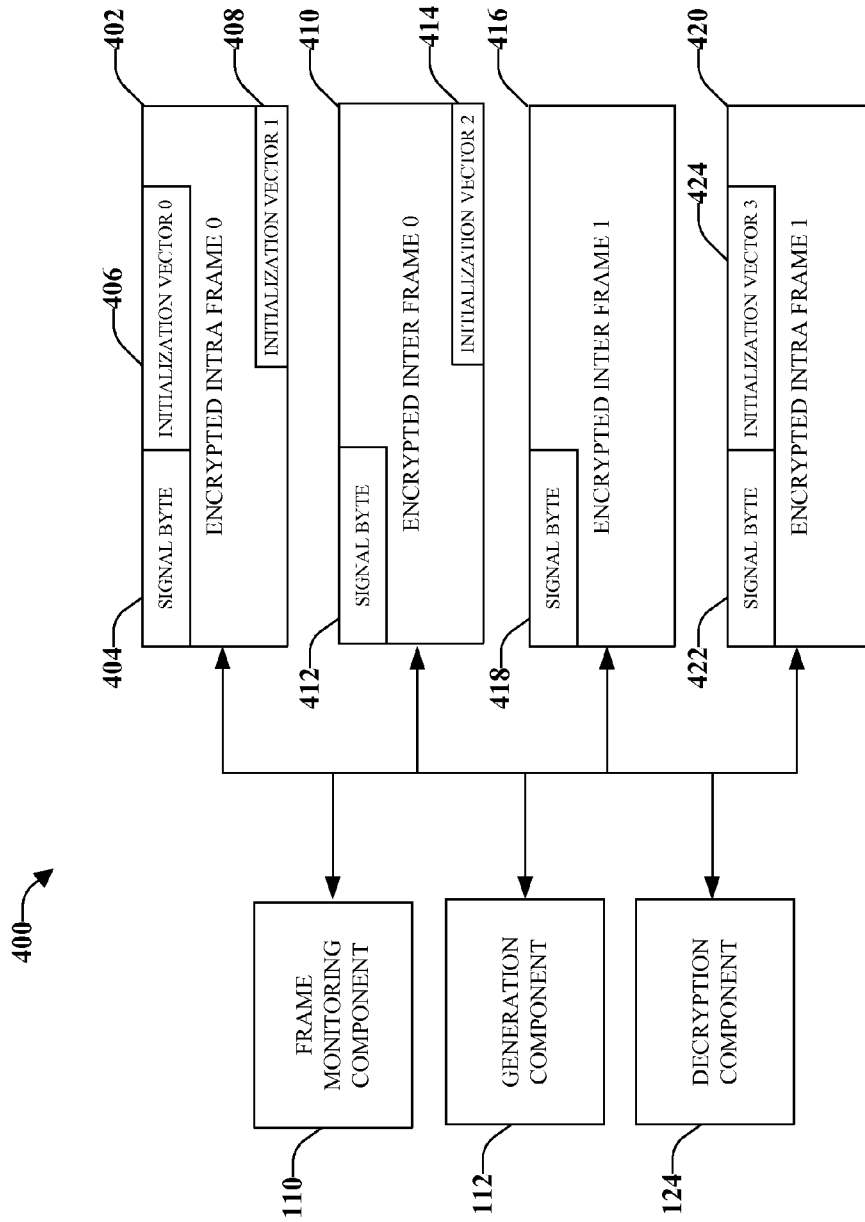 400
FRAME
MONITORING
COMPONENT
110
GENERATION
COMPONENT
112
DECRYPTION
COMPONENT
124
402
404
SIGNAL BYTE
406
INITIALIZATION VECTOR 0
ENCRYPTED INTRA FRAME 0
408
INITIALIZATION VECTOR 1
410
412
SIGNAL BYTE
ENCRYPTED INTER FRAME 0
414
INITIALIZATION VECTOR 2
416
418
SIGNAL BYTE
ENCRYPTED INTER FRAME 1
420
422
SIGNAL BYTE
424
INITIALIZATION VECTOR 3
ENCRYPTED INTRA FRAME 1